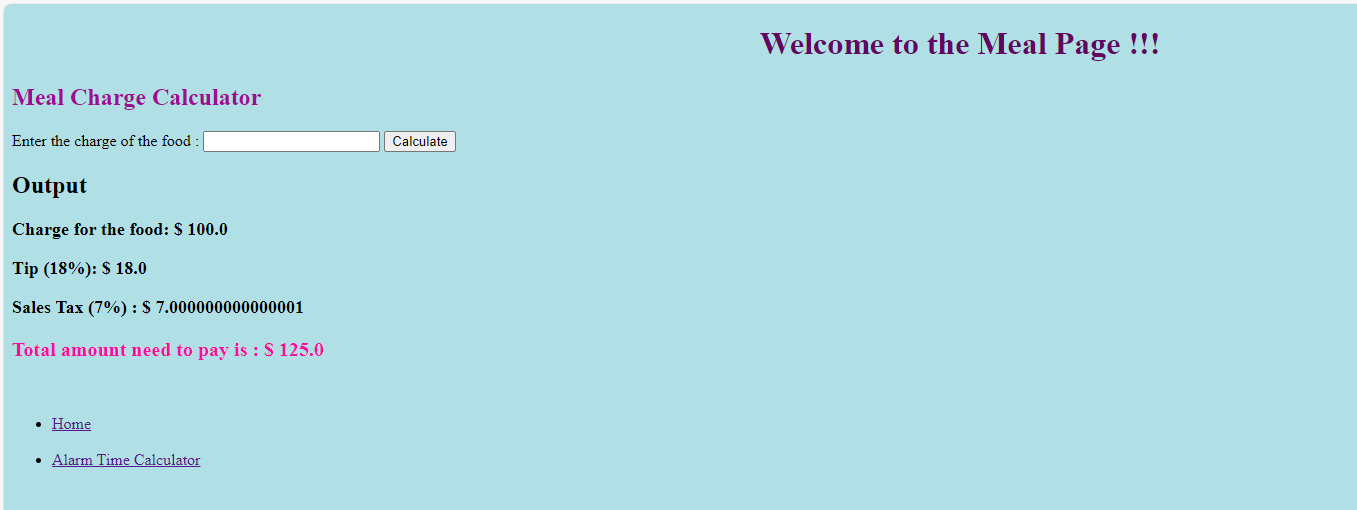 Welcome to the Meal Page !!!
Meal Charge Calculator
Enter the charge of the food : Calculate
Output
Charge for the food: $ 100.0
Tip (18%): $ 18.0
Sales Tax (7%) : $ 7.000000000000001
Total amount need to pay is : $ 125.0
Home
Alarm Time Calculator